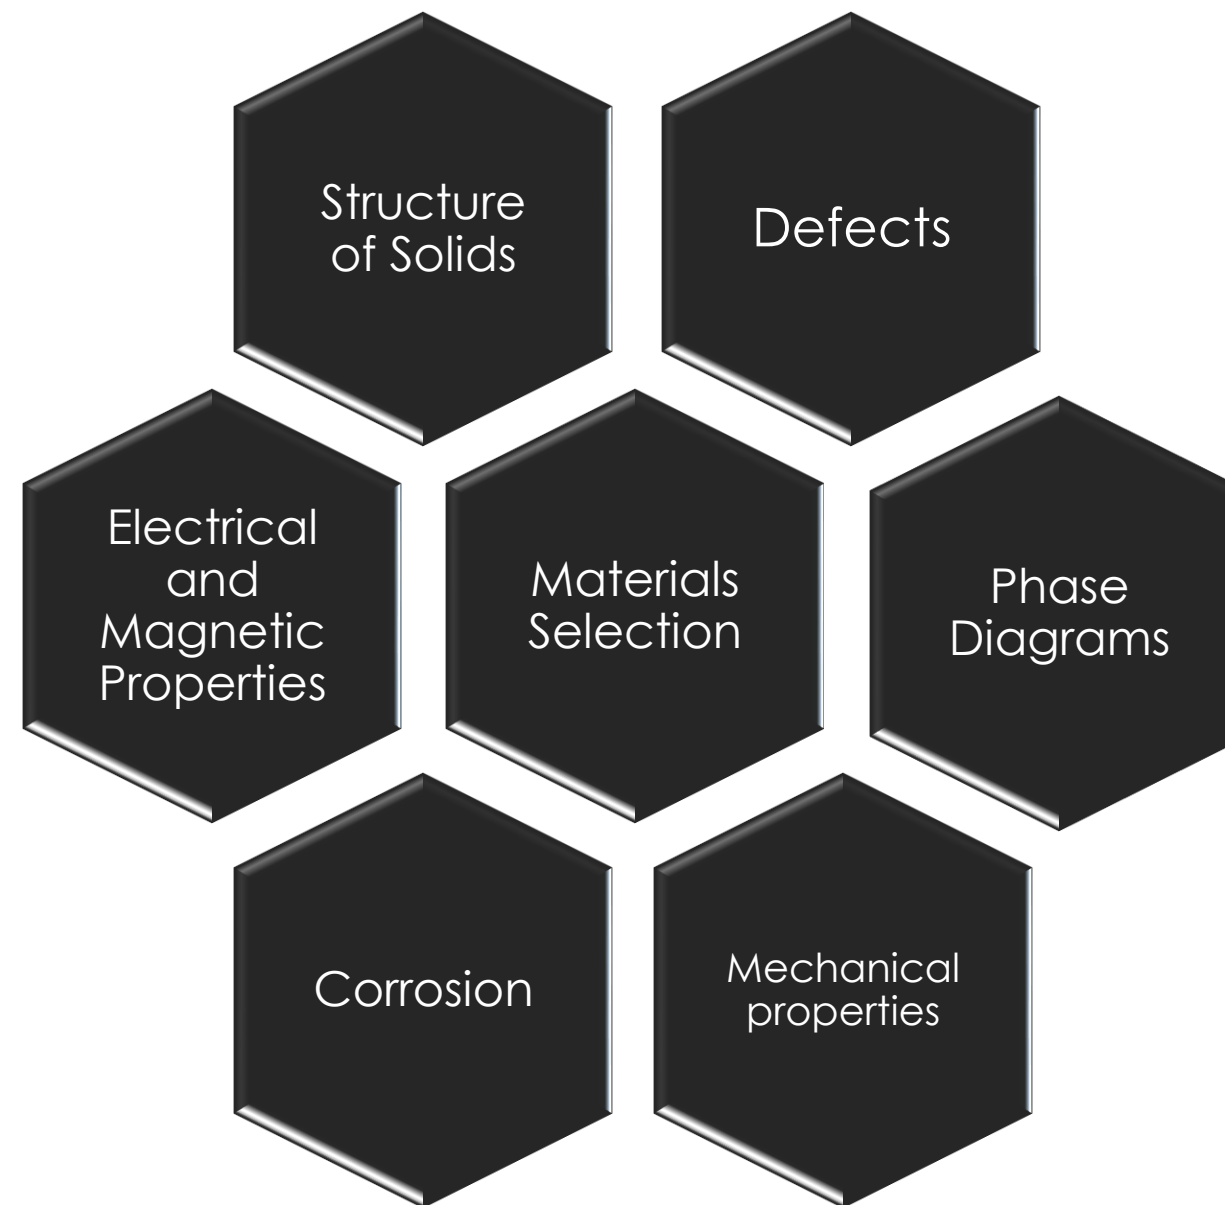 Structure
of Solids
Defects
Electrical
and
Magnetic
Properties
Materials
Selection
Phase
Diagrams
Corrosion
Mechanical
properties